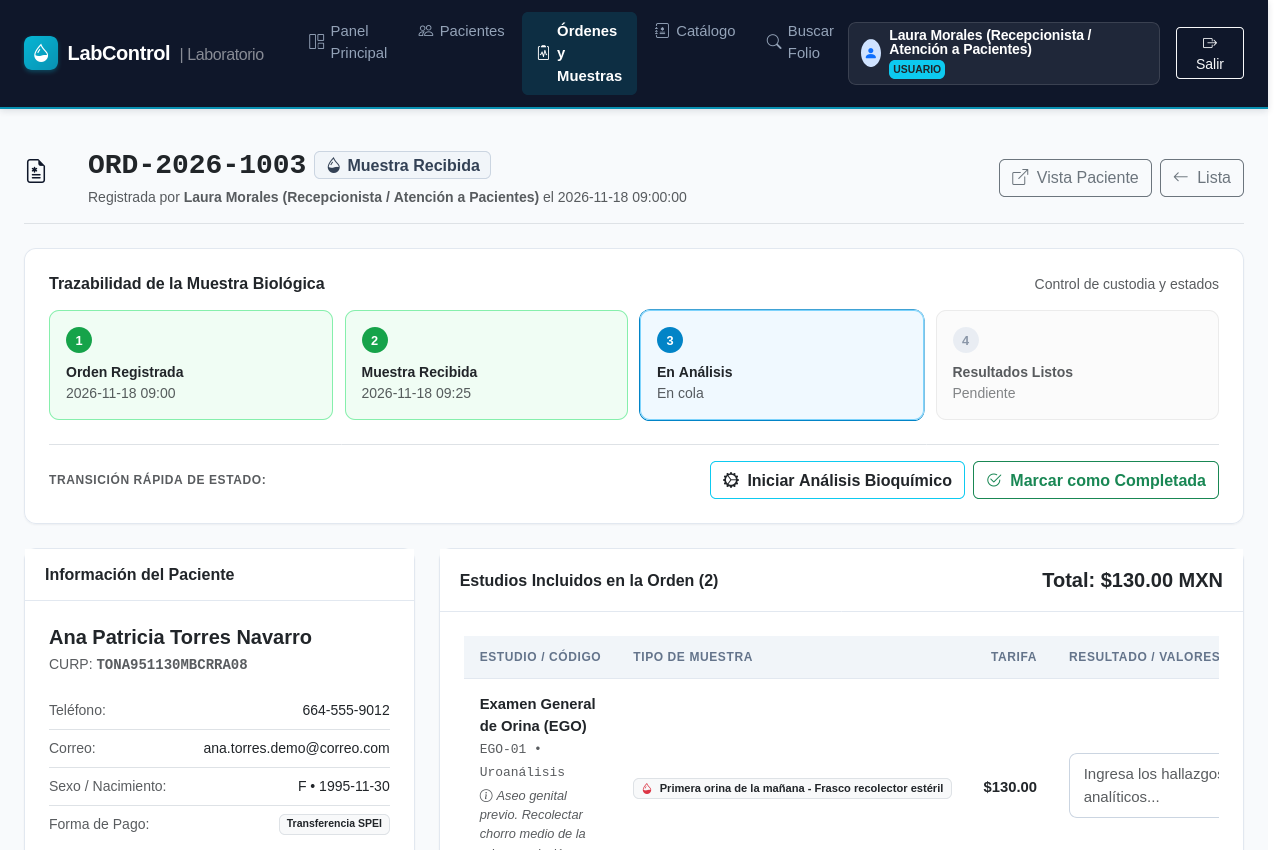 LabControl | Laboratorio
Panel Principal
Pacientes
Órdenes y Muestras
Catálogo
Buscar Folio
Laura Morales (Recepcionista / Atención a Pacientes)
USUARIO
Salir
ORD-2026-1003
Muestra Recibida
Registrada por Laura Morales (Recepcionista / Atención a Pacientes) el 2026-11-18 09:00:00
Vista Paciente
Lista
Trazabilidad de la Muestra Biológica
Control de custodia y estados
1
Orden Registrada
2026-11-18 09:00
2
Muestra Recibida
2026-11-18 09:25
3
En Análisis
En cola
4
Resultados Listos
Pendiente
TRANSICIÓN RÁPIDA DE ESTADO:
Iniciar Análisis Bioquímico
Marcar como Completada
Información del Paciente
Ana Patricia Torres Navarro
CURP: TONA951130MBCRRA08
Teléfono: 664-555-9012
Correo: ana.torres.demo@correo.com
Sexo / Nacimiento: F • 1995-11-30
Forma de Pago: Transferencia SPEI
Estudios Incluidos en la Orden (2)
Total: $130.00 MXN
ESTUDIO / CÓDIGO TIPO DE MUESTRA TARIFA RESULTADO / VALORES
Examen General
de Orina (EGO)
EGO-01 •
Uroanálisis
Aseo genital
previo. Recolectar
chorro medio de la
Primera orina de la mañana - Frasco recolector estéril
$130.00
Ingresa los hallazgos
analíticos...